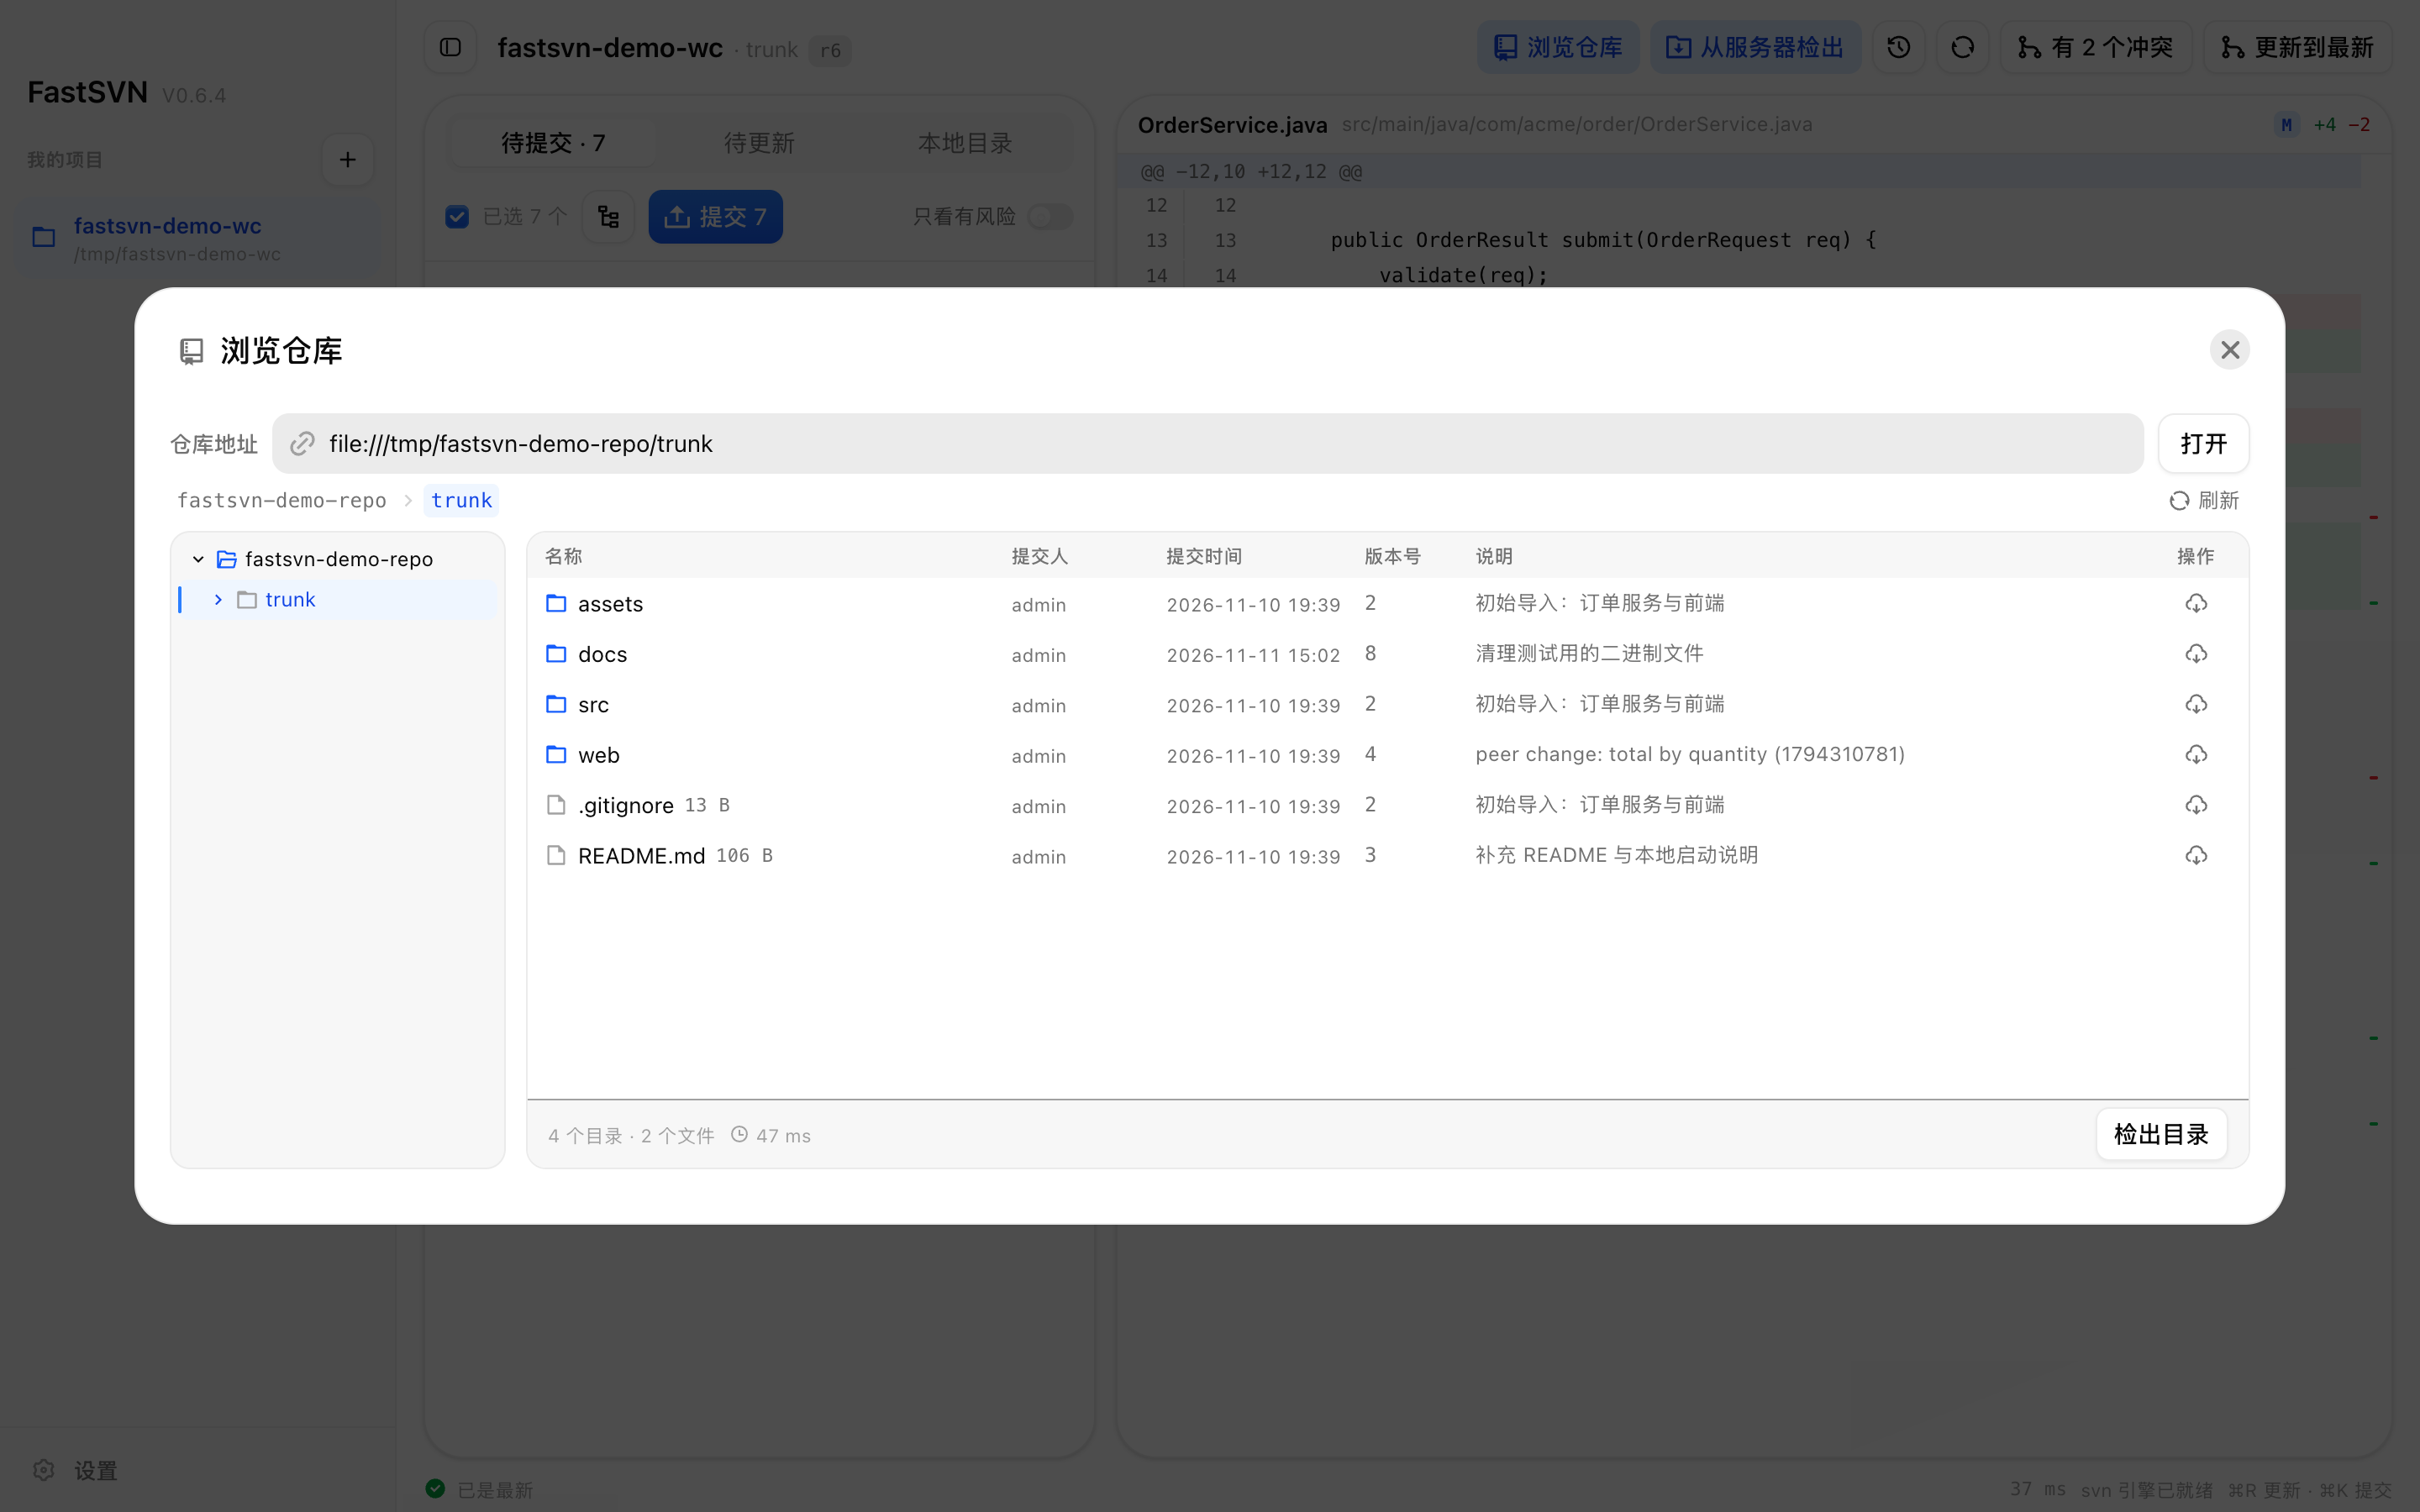 FastSVN V0.6.4
我的项目
fastsvn-demo-wc
/tmp/fastsvn-demo-wc
设置
fastsvn-demo-wc · trunk r6
浏览仓库 从服务器检出 有 2 个冲突 更新到最新
待提交 · 7 待更新 本地目录
已选 7 个 提交 7 只看有风险
OrderService.java src/main/java/com/acme/order/OrderService.java M +4 −2
@@ −12,10 +12,12 @@
12 12
13 13 public OrderResult submit(OrderRequest req) {
14 14 validate(req);
浏览仓库
仓库地址 file:///tmp/fastsvn-demo-repo/trunk 打开
fastsvn-demo-repo > trunk 刷新
fastsvn-demo-repo
trunk
名称 提交人 提交时间 版本号 说明 操作
assets admin 2026-11-10 19:39 2 初始导入：订单服务与前端
docs admin 2026-11-11 15:02 8 清理测试用的二进制文件
src admin 2026-11-10 19:39 2 初始导入：订单服务与前端
web admin 2026-11-10 19:39 4 peer change: total by quantity (1794310781)
.gitignore 13 B admin 2026-11-10 19:39 2 初始导入：订单服务与前端
README.md 106 B admin 2026-11-10 19:39 3 补充 README 与本地启动说明
4 个目录 · 2 个文件 47 ms 检出目录
已是最新 37 ms svn 引擎已就绪 ⌘R 更新 · ⌘K 提交